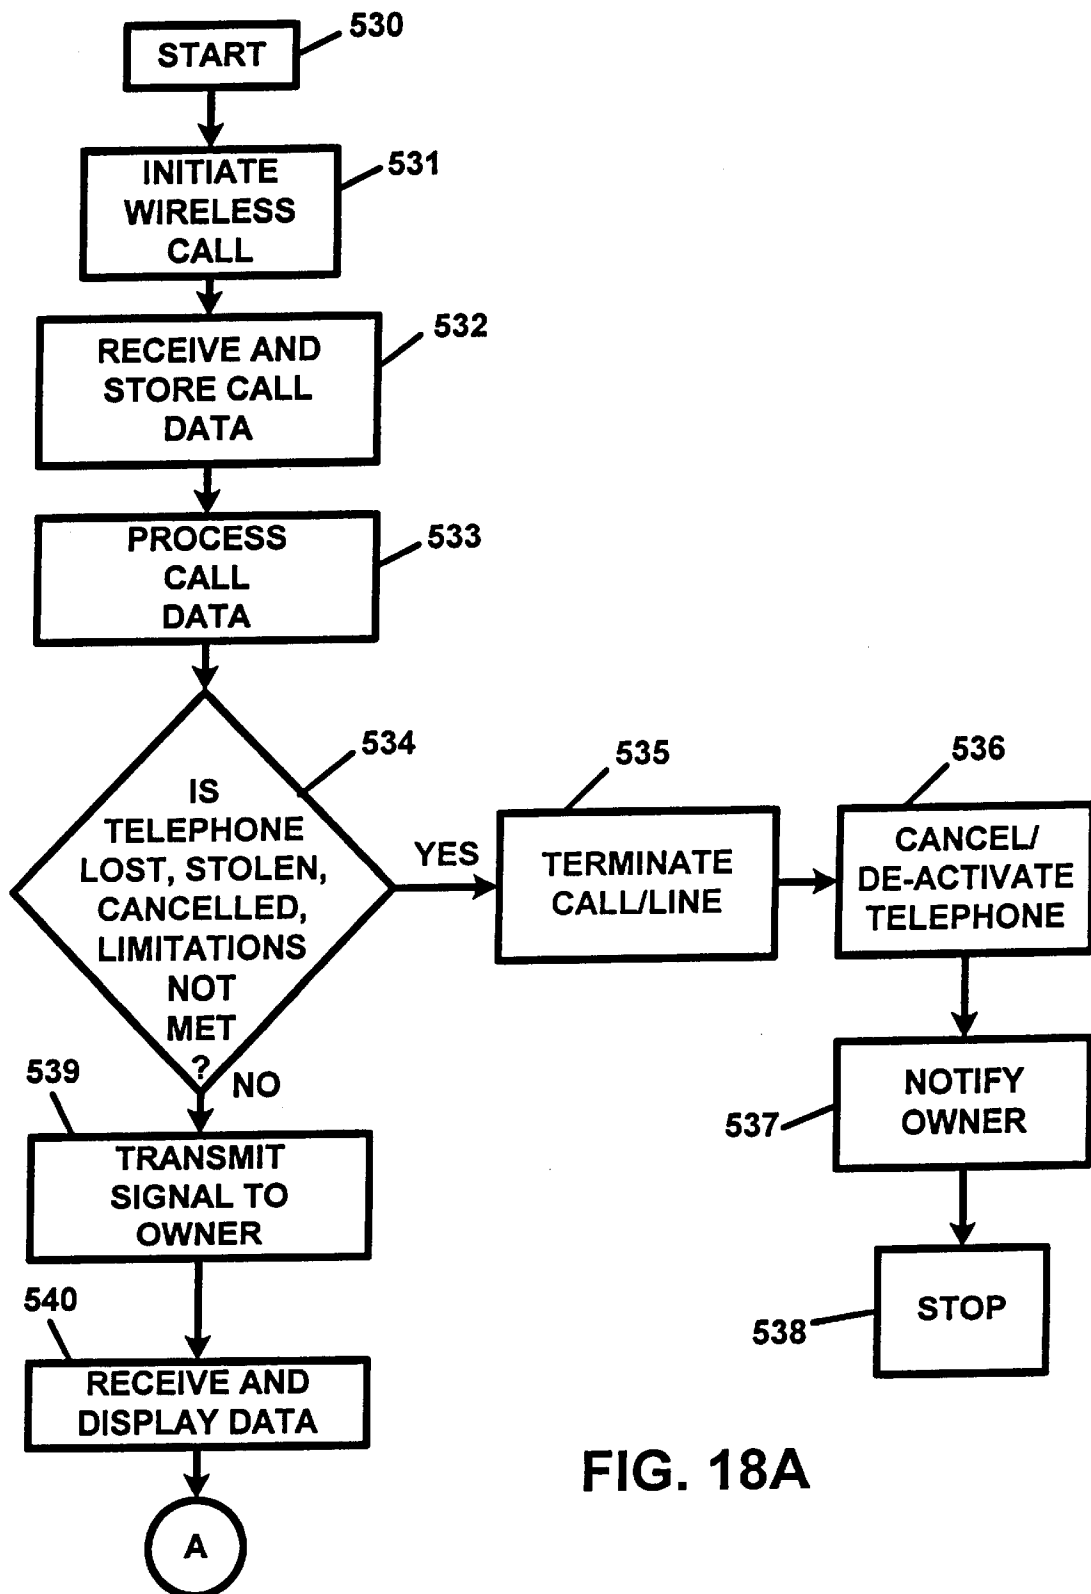 START
530
INITIATE
WIRELESS
CALL
531
RECEIVE AND
STORE CALL
DATA
532
PROCESS
CALL
DATA
533
IS
TELEPHONE
LOST, STOLEN,
CANCELLED,
LIMITATIONS
NOT
MET
?
534
YES
TERMINATE
CALL/LINE
535
CANCEL/
DE-ACTIVATE
TELEPHONE
536
NOTIFY
OWNER
537
STOP
538
NO
539
TRANSMIT
SIGNAL TO
OWNER
540
RECEIVE AND
DISPLAY DATA
A
FIG. 18A